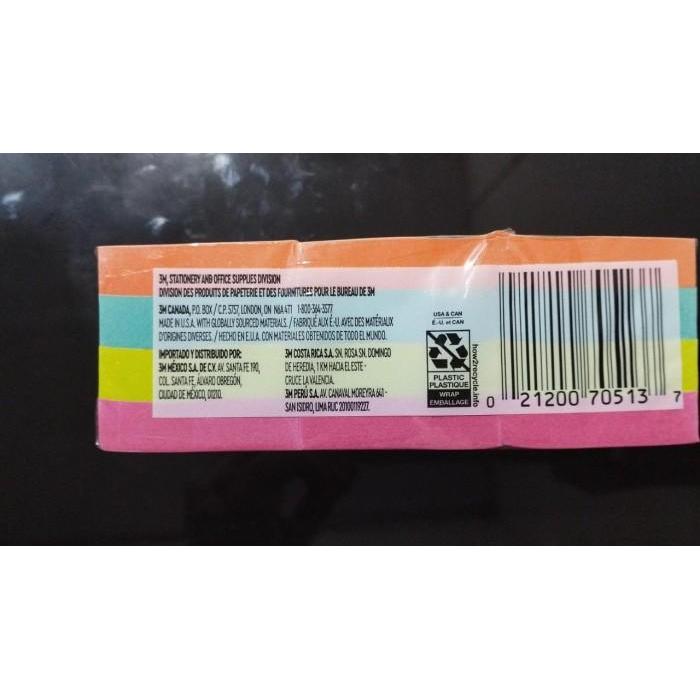 3M, STATIONERY AND OFFICE SUPPLIES DIVISION
DIVISION DES PRODUITS DE PAPETERIE ET DES FOURNITURES POUR LE BUREAU DE 3M
3M CANADA, P.O. BOX / C.P. 5757, LONDON, ON N6A 4T1 1-800-364-3577
MADE IN U.S.A. WITH GLOBALLY SOURCED MATERIALS. / FABRIQUÉ AUX É.-U. AVEC DES MATIÈRES
D'ORIGINES DIVERSES. / HECHO EN E.U.A. CON MATERIALES OBTENIDOS DE TODO EL MUNDO.
IMPORTADO Y DISTRIBUIDO POR:
3M MÉXICO S.A. DE C.V. AV. SANTA FE 190,
COL. SANTA FE, ÁLVARO OBREGÓN,
CIUDAD DE MÉXICO, 01210.
3M COSTA RICA S.A. SN. ROSA SN. DOMINGO
DE HEREDIA, 1 KM HACIA EL ESTE -
CRUCE LA VALENCIA.
3M PERÚ S.A. AV. CANAVAL MOREYRA 641 -
SAN ISIDRO, LIMA RUC 20100119227.
USA & CAN
É.-U. et CAN
PLASTIC
PLASTIQUE
WRAP
EMBALLAGE
how2recycle.info
0 21200 70513 7